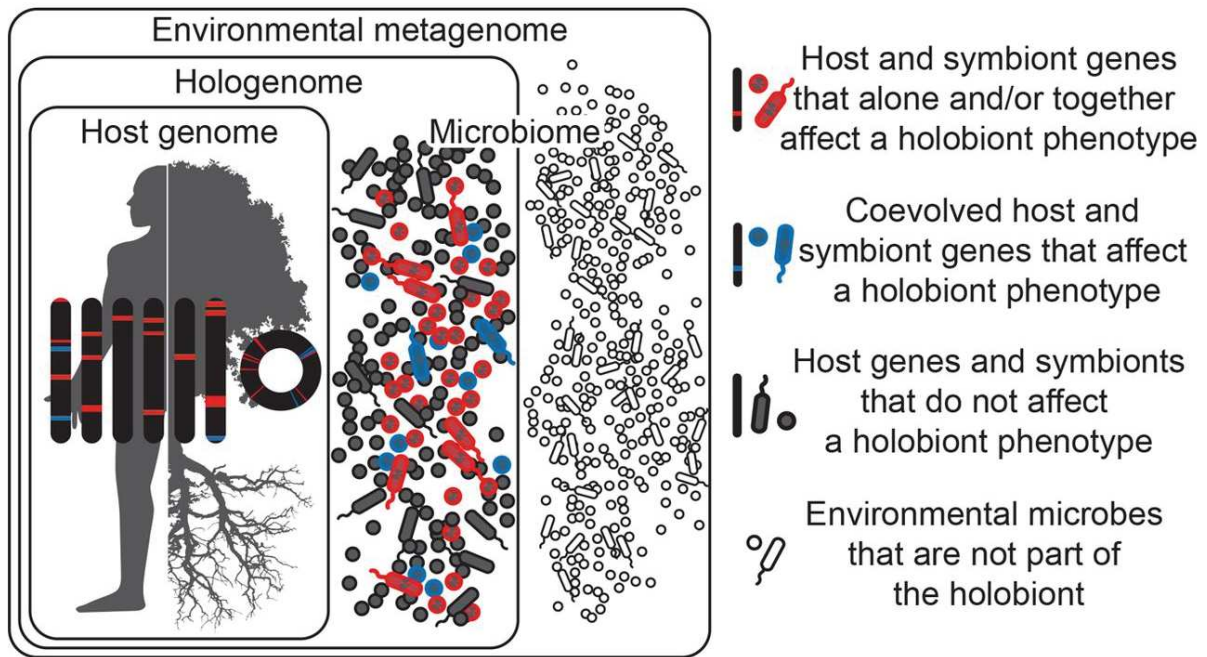 Environmental metagenome
Hologenome
Host genome
Microbiome
Host and symbiont genes
that alone and/or together
affect a holobiont phenotype
Coevolved host and
symbiont genes that affect
a holobiont phenotype
Host genes and symbionts
that do not affect
a holobiont phenotype
Environmental microbes
that are not part of
the holobiont